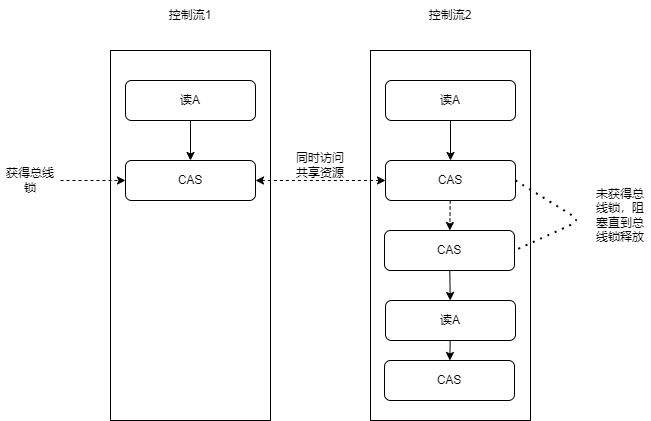 控制流1
控制流2
读A
读A
获得总线
锁
CAS
同时访问
共享资源
CAS
未获得总
线锁，阻
塞直到总
线锁释放
CAS
读A
CAS